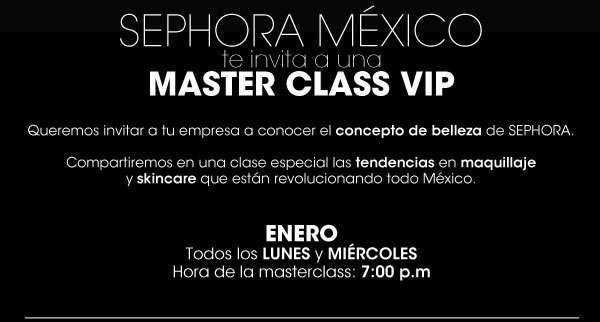 SEPHORA MÉXICO
te invita a una
MASTER CLASS VIP
Queremos invitar a tu empresa a conocer el concepto de belleza de SEPHORA.
Compartiremos en una clase especial las tendencias en maquillaje
y skincare que están revolucionando todo México.
ENERO
Todos los LUNES y MIÉRCOLES
Hora de la masterclass: 7:00 p.m